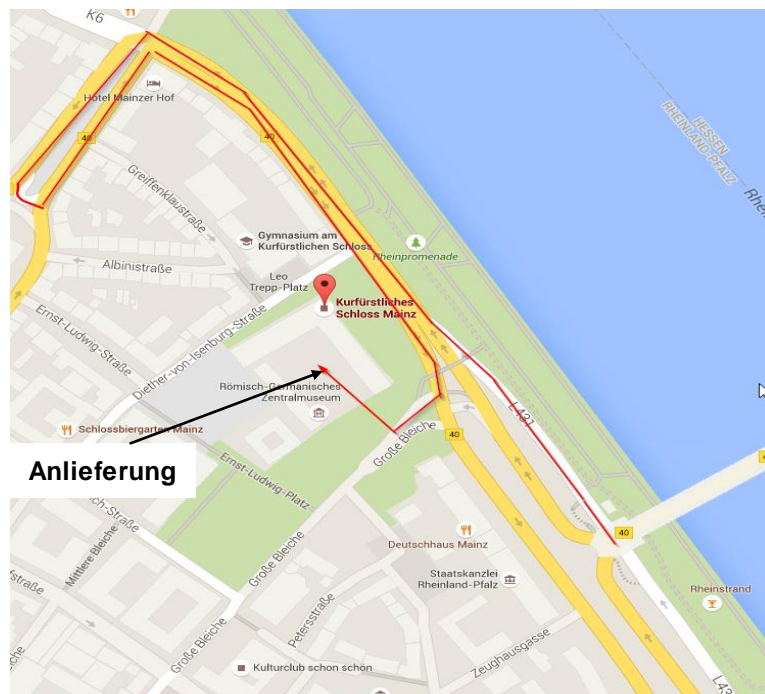 K6
Hotel Mainzer Hof
40
40
Greiffenklaustraße
HESSEN
RHEINLAND-PFALZ
Gymnasium am
Kurfürstlichen Schloss
Albinistraße
Rheinpromenade
Leo
Trepp-Platz
Kurfürstliches
Schloss Mainz
Ernst-Ludwig-Straße
Diether-von-Isenburg-Straße
Römisch-Germanisches
Zentralmuseum
L431
Schlossbiergarten Mainz
Große Bleiche
40
Anlieferung
Ernst-Ludwig-Platz
40
Deutschhaus Mainz
Mittlere Bleiche
Große Bleiche
Staatskanzlei
Rheinland-Pfalz
Rheinstrand
Petersstraße
Zeughausgasse
Große Bleiche
Kulturclub schon schön